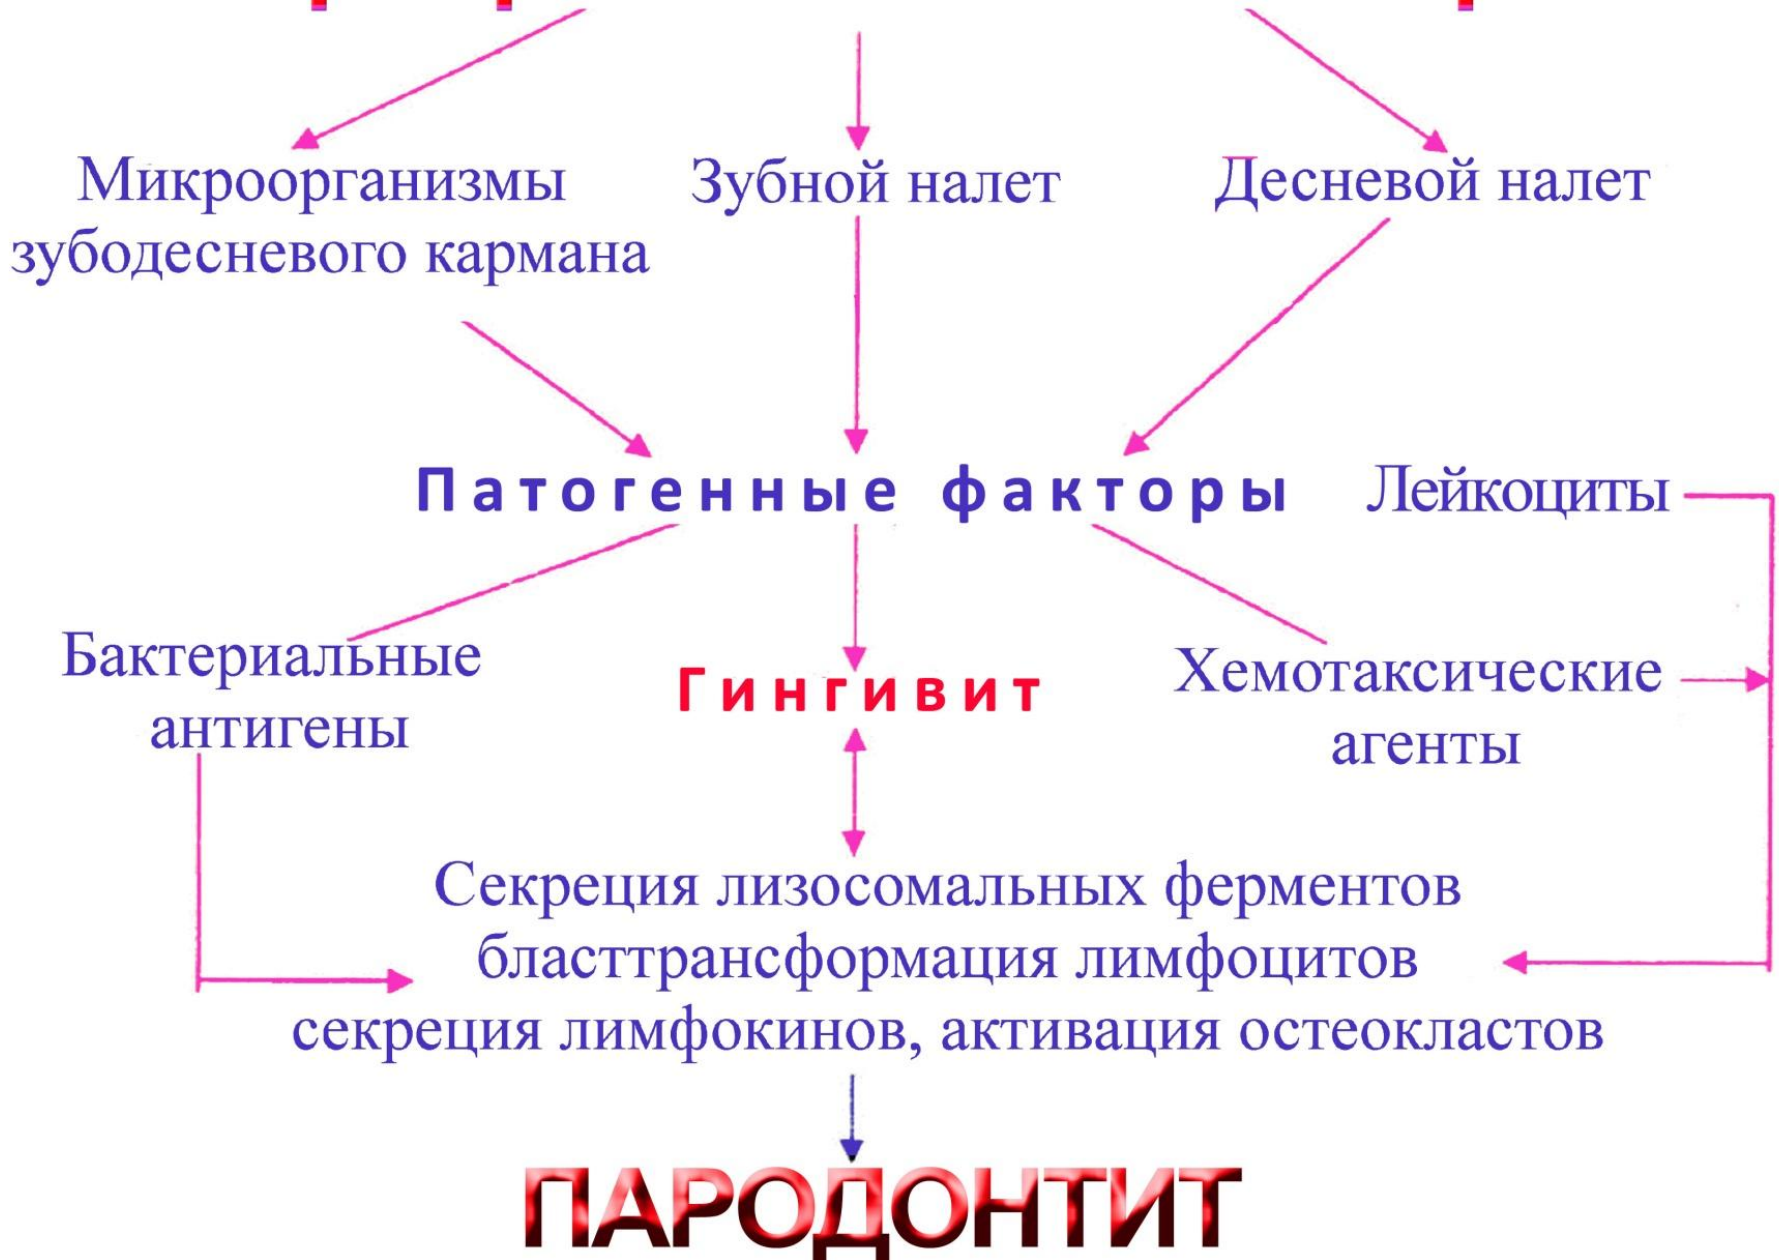 Микроорганизмы
зубодесневого кармана
Зубной налет
Десневой налет
Патогенные факторы
Лейкоциты
Бактериальные
антигены
Гингивит
Хемотаксические
агенты
Секреция лизосомальных ферментов
бласттрансформация лимфоцитов
секреция лимфокинов, активация остеокластов
ПАРОДОНТИТ